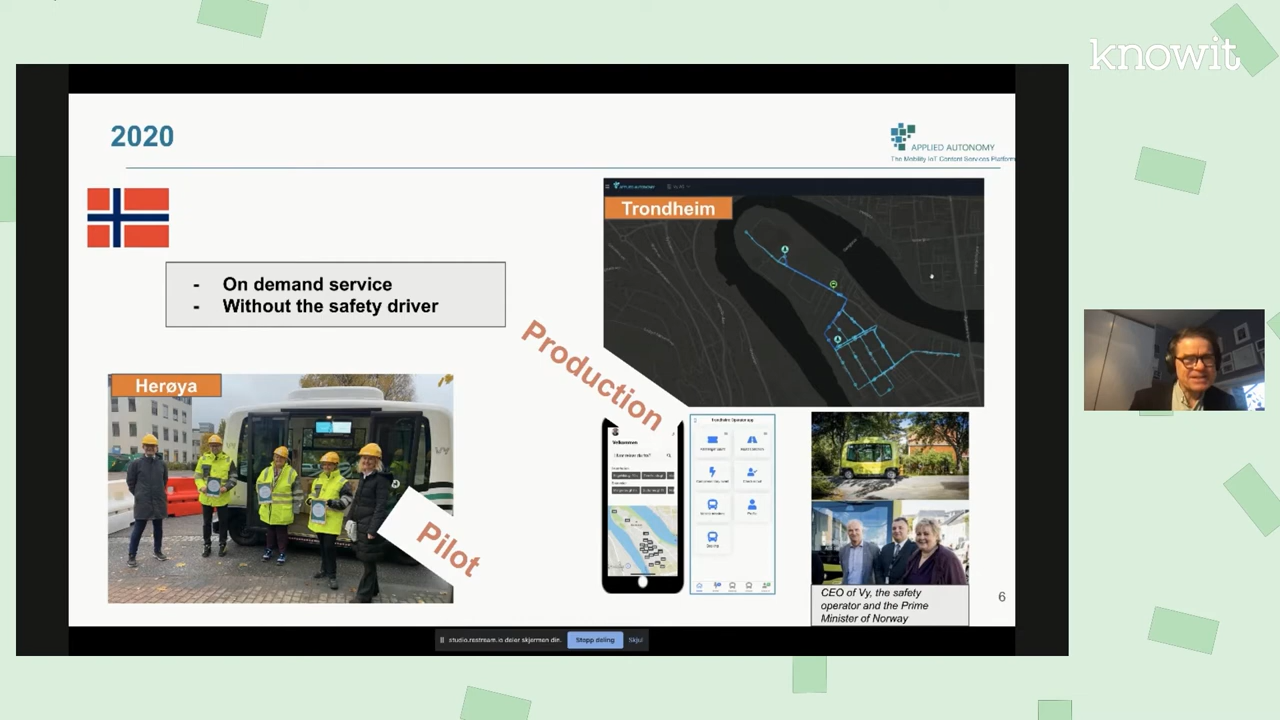 knowit
2020
APPLIED AUTONOMY
The Mobility IoT Content Services Platform
Trondheim
- On demand service
- Without the safety driver
Production
Herøya
Pilot
Velkommen
CEO of Vy, the safety
operator and the Prime
Minister of Norway
6
studio.restream.io deler skjermen din.
Stopp deling
Skjul